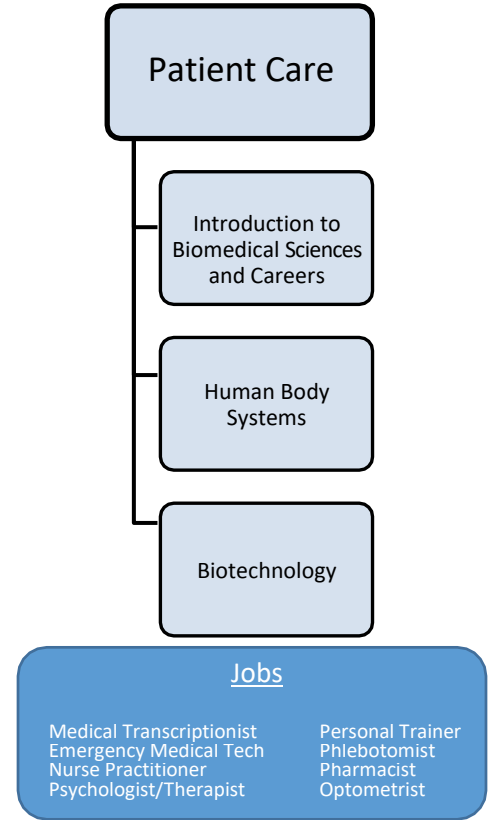 Patient Care
Introduction to
Biomedical Sciences
and Careers
Human Body
Systems
Biotechnology
Jobs
Medical Transcriptionist
Emergency Medical Tech
Nurse Practitioner
Psychologist/Therapist
Personal Trainer
Phlebotomist
Pharmacist
Optometrist